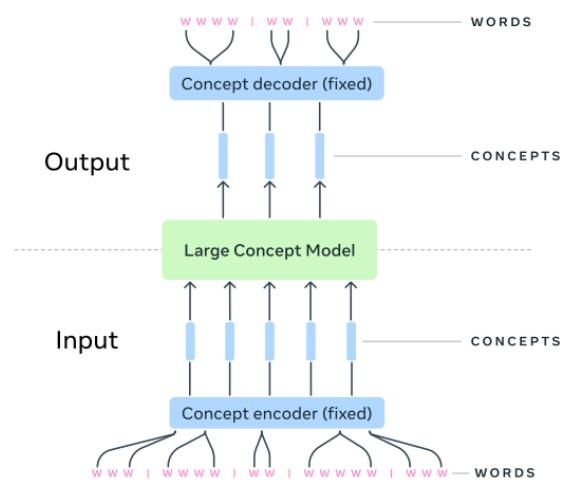 W W W W | W W | W W W WORDS
Concept decoder (fixed)
Output
CONCEPTS
Large Concept Model
Input
CONCEPTS
Concept encoder (fixed)
W W W | W W W W | W W | W W W W W | W W W WORDS